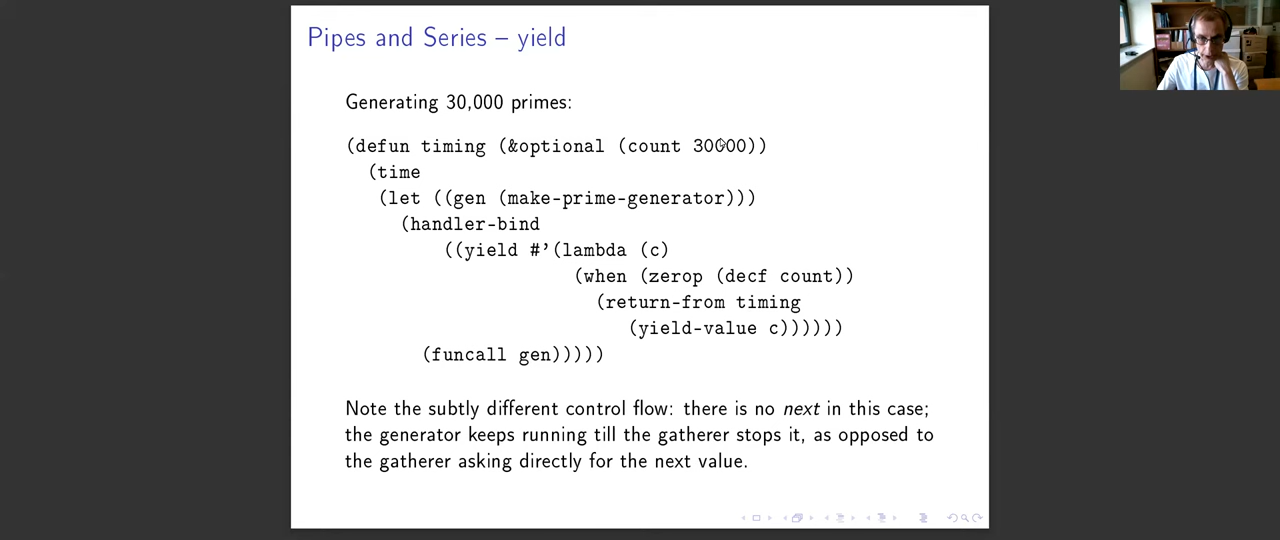 Pipes and Series – yield
Generating 30,000 primes:
(defun timing (&optional (count 30000))
(time
(let ((gen (make-prime-generator)))
(handler-bind
((yield #'(lambda (c)
(when (zerop (decf count))
(return-from timing
(yield-value c))))))
(funcall gen)))))
Note the subtly different control flow: there is no next in this case;
the generator keeps running till the gatherer stops it, as opposed to
the gatherer asking directly for the next value.